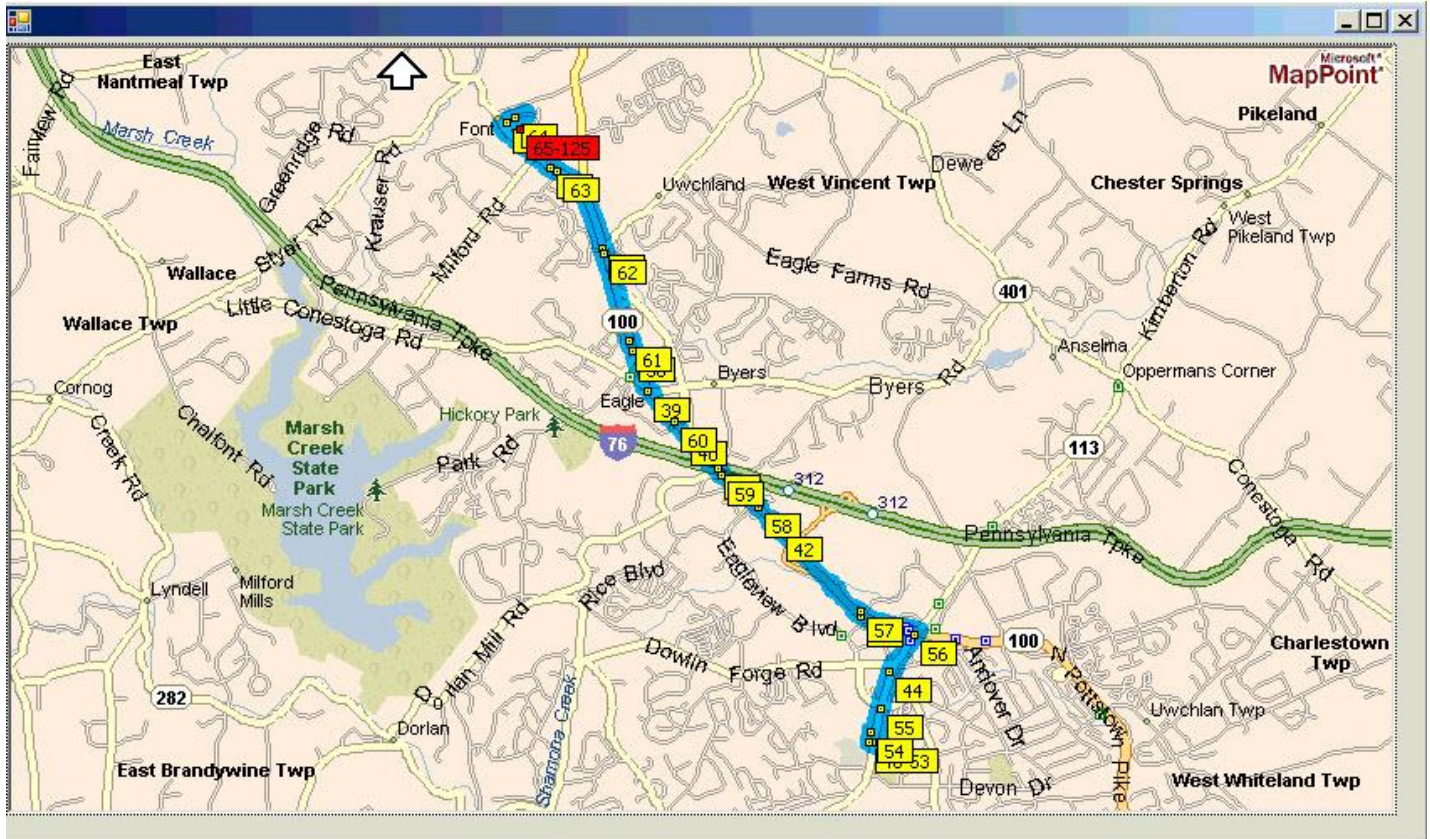 East
Nantmeal Twp
Fairview Rd
Marsh Creek
Greenridge Rd
Krauser Rd
Font
64
65-125
63
Milford Rd
Styer Rd
Uwchland
West Vincent Twp
Dewees Ln
Microsoft
MapPoint
Pikeland
Chester Springs
West
Pikeland Twp
Kimberton Rd
Wallace
Wallace Twp
Little Conestoga Rd
Pennsylvania Tpke
62
100
Eagle Farms Rd
401
Anselma
Oppermans Corner
61
Byers
Byers Rd
Cornog
Creek Rd
Chalfont Rd
Marsh
Creek
State
Park
Marsh Creek
State Park
Hickory Park
Park Rd
Eagle
39
60
40
76
59
312
312
113
58
42
Pennsylvania Tpke
Conestoga Rd
Lyndell
Milford
Mills
Rice Blvd
Eagleview Blvd
57
56
100
N Pottstown Pike
Charlestown
Twp
Dorlan Mill Rd
Dowlin Forge Rd
282
Dorlan
Shamona Creek
44
55
54
Andover Dr
Uwchlan Twp
East Brandywine Twp
Devon Dr
West Whiteland Twp